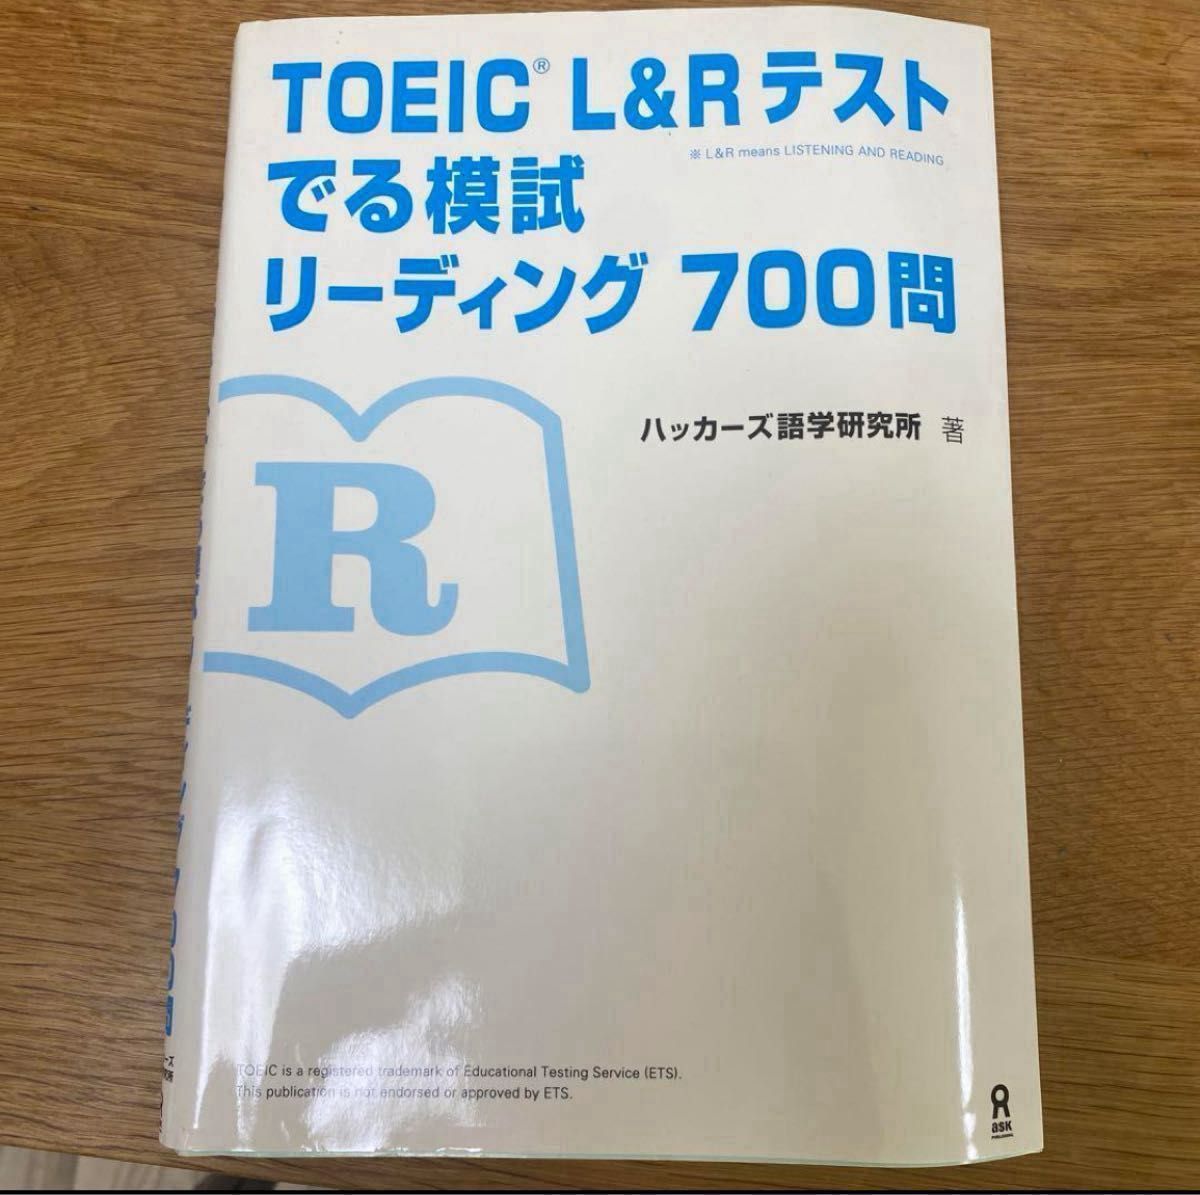 TOEIC® L&R テスト
※ L&R means LISTENING AND READING
でる模試
リーディング 700問
ハッカーズ語学研究所 著
R
TOEIC is a registered trademark of Educational Testing Service (ETS).
This publication is not endorsed or approved by ETS.
ask
PUBLISHING